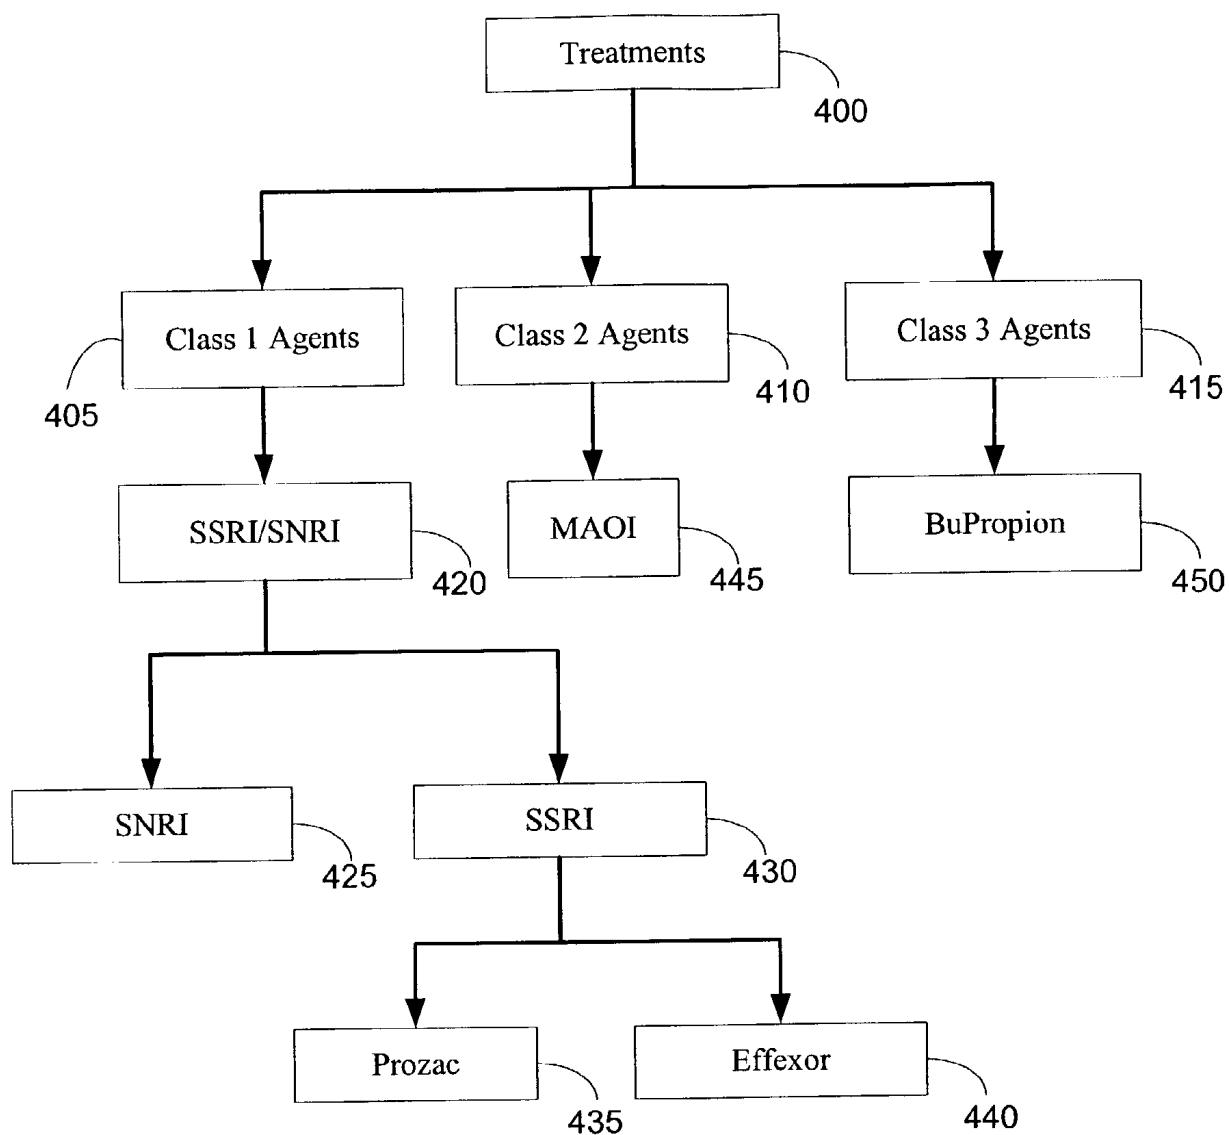 Treatments
400
Class 1 Agents
Class 2 Agents
Class 3 Agents
405
410
415
SSRI/SNRI
MAOI
BuPropion
420
445
450
SNRI
SSRI
425
430
Prozac
Effexor
435
440